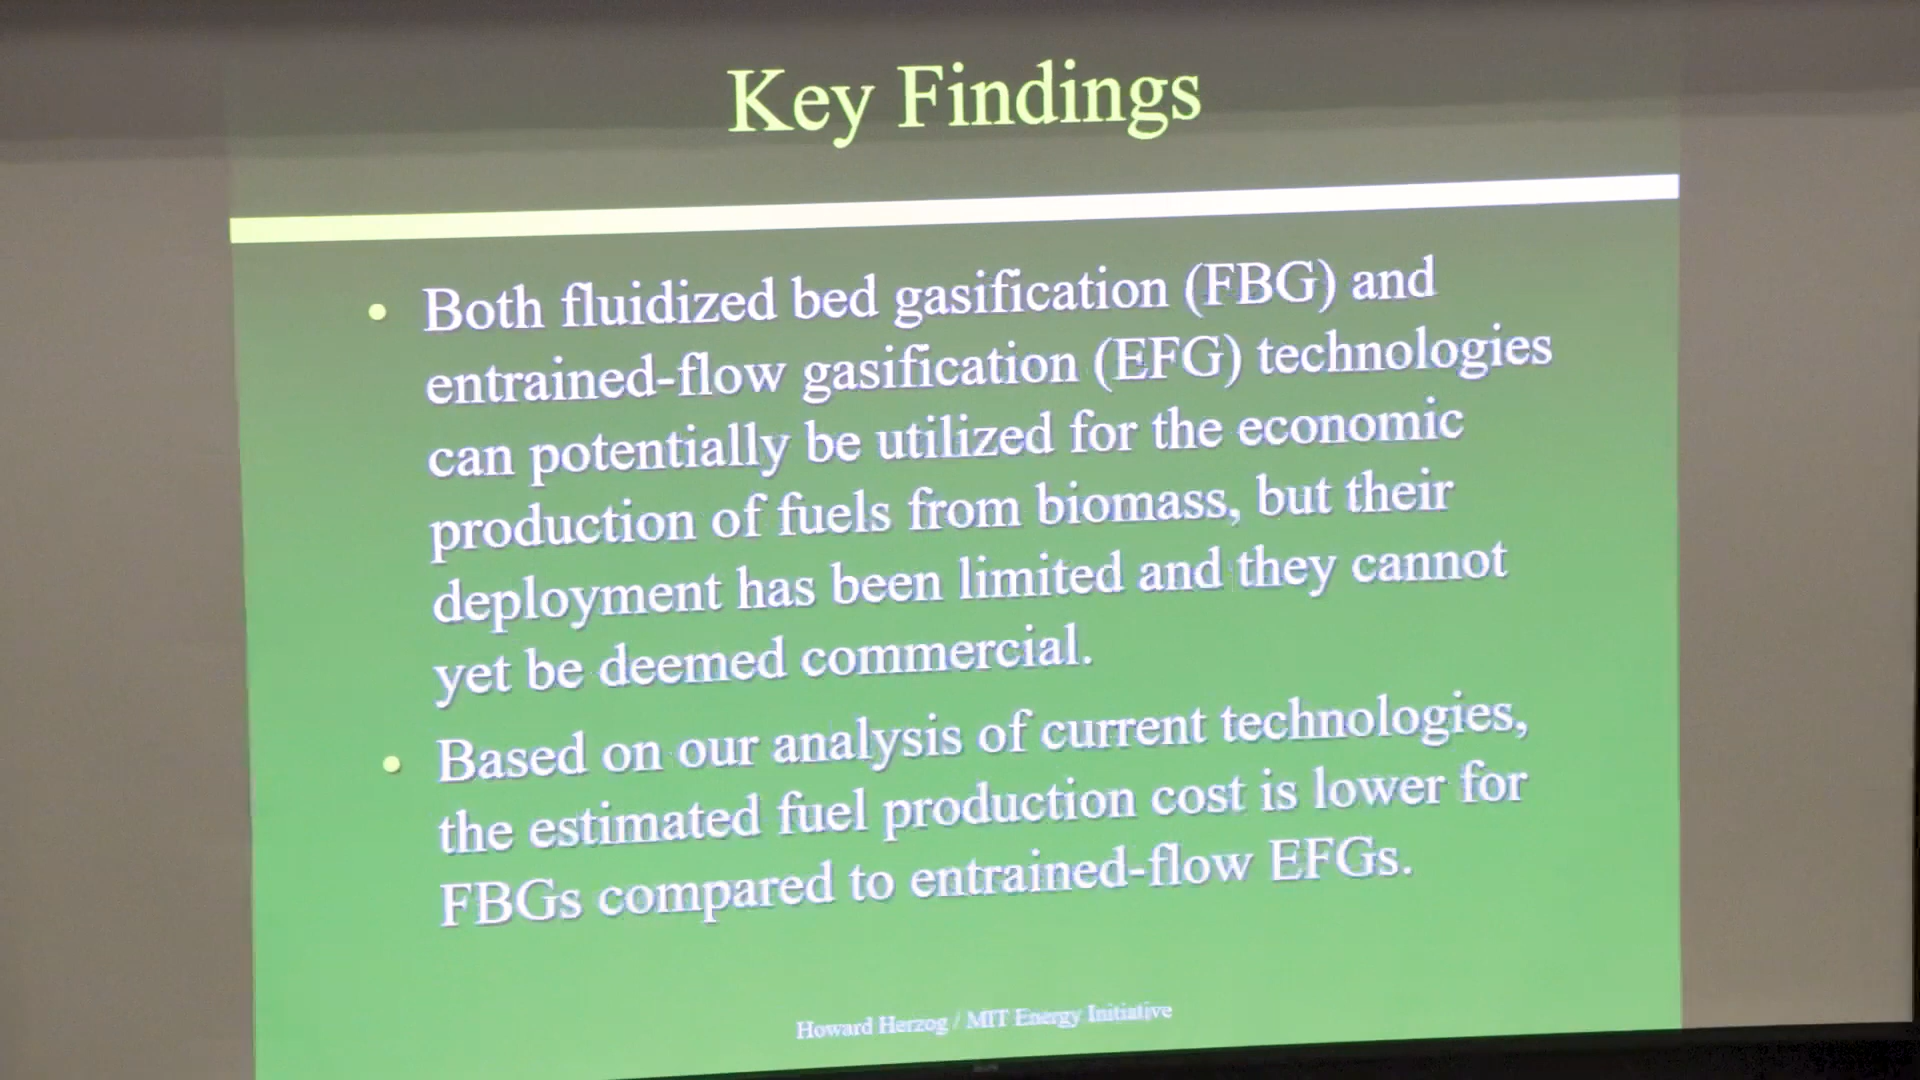 Key Findings
• Both fluidized bed gasification (FBG) and
entrained-flow gasification (EFG) technologies
can potentially be utilized for the economic
production of fuels from biomass, but their
deployment has been limited and they cannot
yet be deemed commercial.
• Based on our analysis of current technologies,
the estimated fuel production cost is lower for
FBGs compared to entrained-flow EFGs.
Howard Herzog / MIT Energy Initiative